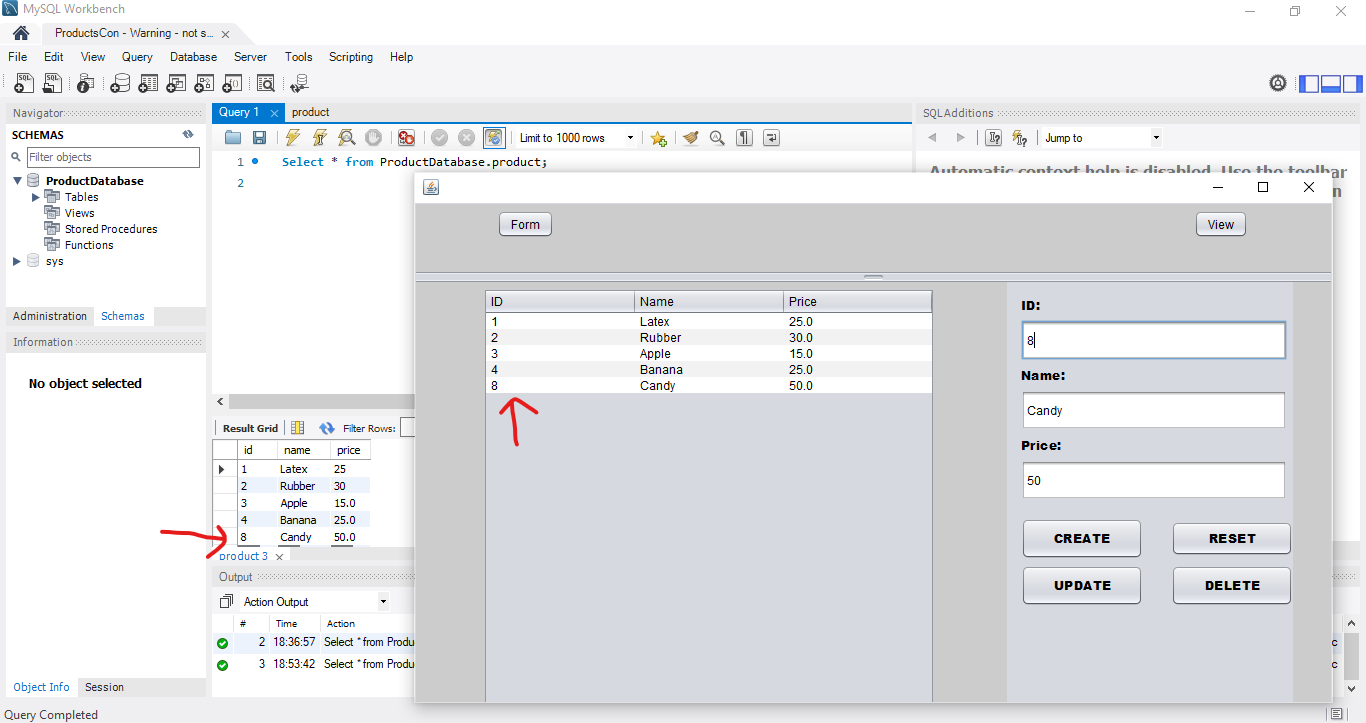 MySQL Workbench
ProductsCon - Warning - not s...
File Edit View Query Database Server Tools Scripting Help
Navigator
SCHEMAS
Filter objects
ProductDatabase
Tables
Views
Stored Procedures
Functions
sys
Administration Schemas
Information
No object selected
Object Info Session
Query Completed
Query 1 product
Limit to 1000 rows
1 Select * from ProductDatabase.product;
2
Result Grid Filter Rows:
id name price
1 Latex 25
2 Rubber 30
3 Apple 15.0
4 Banana 25.0
8 Candy 50.0
product 3
Output
Action Output
# Time Action
2 18:36:57 Select * from Produ
3 18:53:42 Select * from Produ
SQLAdditions
Jump to
Automatic context help is disabled. Use the toolbar
Form View
ID Name Price
1 Latex 25.0
2 Rubber 30.0
3 Apple 15.0
4 Banana 25.0
8 Candy 50.0
ID:
8
Name:
Candy
Price:
50
CREATE RESET
UPDATE DELETE